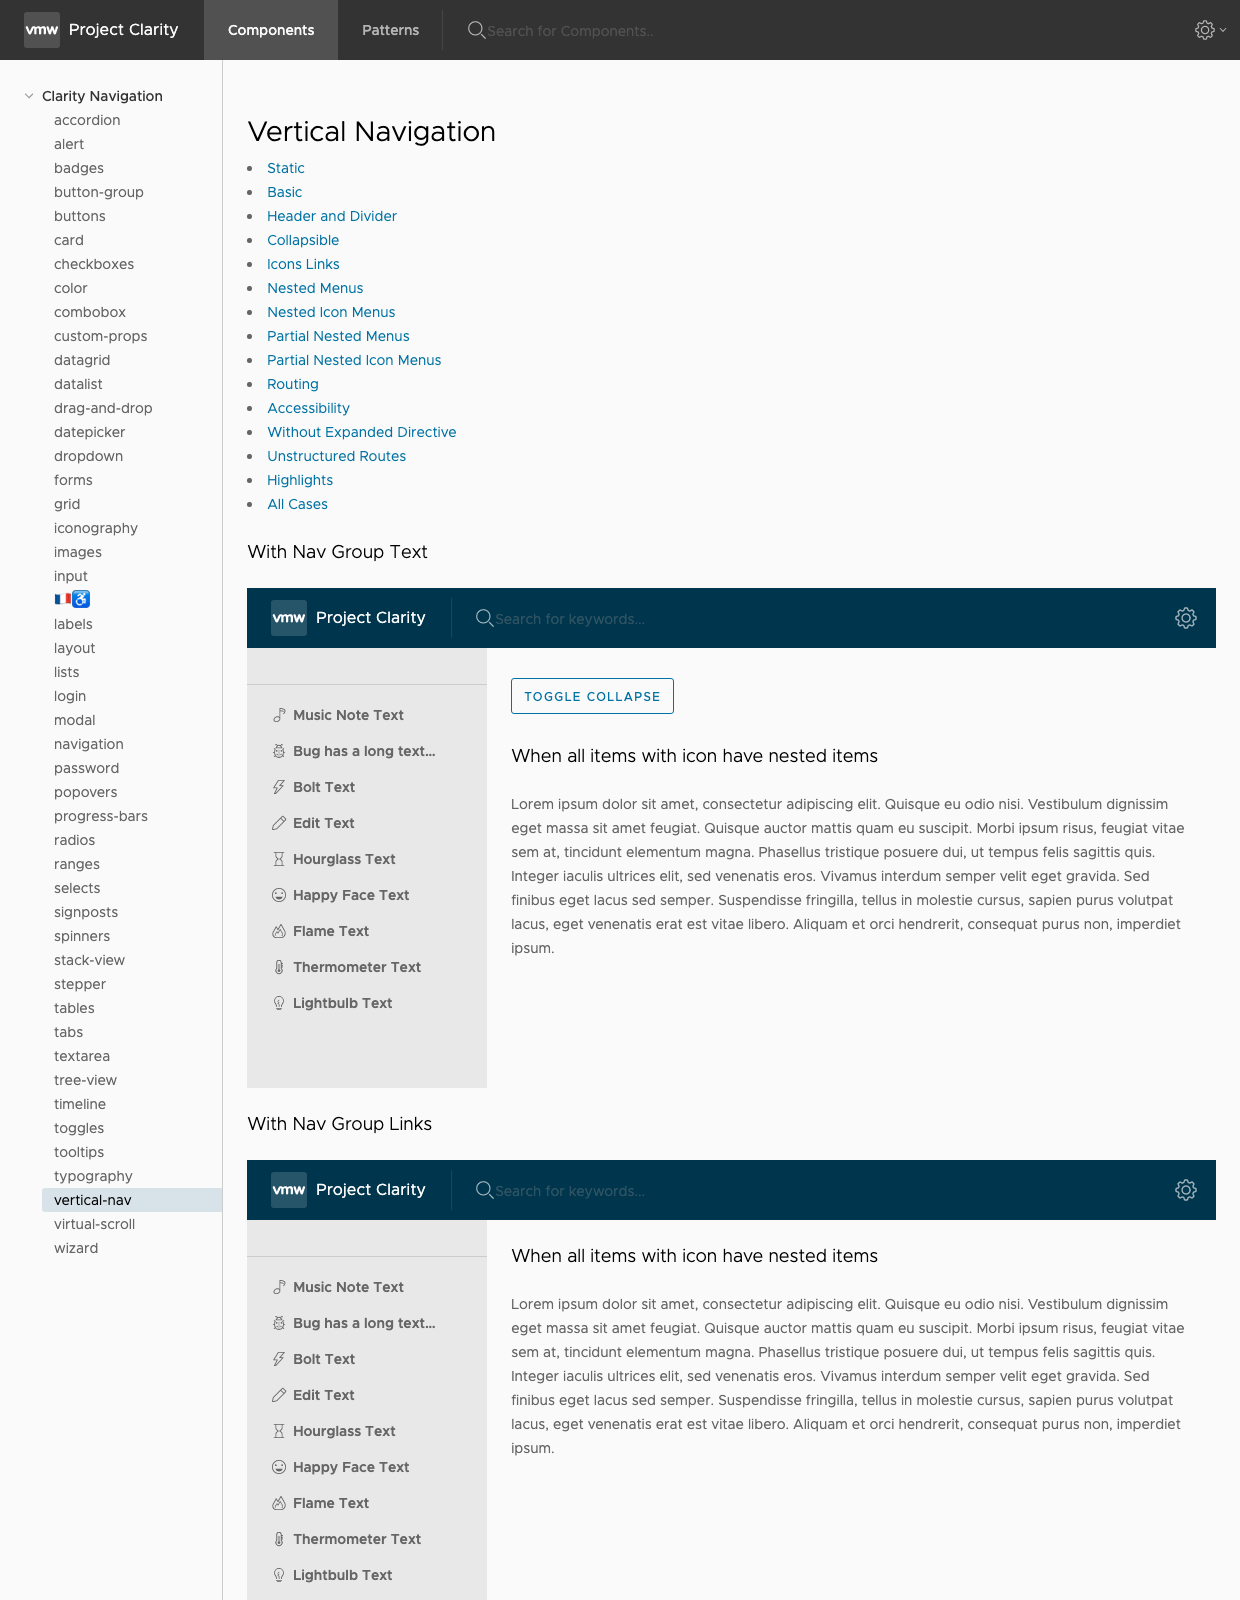 vmw Project Clarity Components Patterns Search for Components..
Clarity Navigation
accordion
alert
badges
button-group
buttons
card
checkboxes
color
combobox
custom-props
datagrid
datalist
drag-and-drop
datepicker
dropdown
forms
grid
iconography
images
input
🇫🇷♿
labels
layout
lists
login
modal
navigation
password
popovers
progress-bars
radios
ranges
selects
signposts
spinners
stack-view
stepper
tables
tabs
textarea
tree-view
timeline
toggles
tooltips
typography
vertical-nav
virtual-scroll
wizard
Vertical Navigation
• Static
• Basic
• Header and Divider
• Collapsible
• Icons Links
• Nested Menus
• Nested Icon Menus
• Partial Nested Menus
• Partial Nested Icon Menus
• Routing
• Accessibility
• Without Expanded Directive
• Unstructured Routes
• Highlights
• All Cases
With Nav Group Text
vmw Project Clarity Search for keywords...
Music Note Text
Bug has a long text...
Bolt Text
Edit Text
Hourglass Text
Happy Face Text
Flame Text
Thermometer Text
Lightbulb Text
TOGGLE COLLAPSE
When all items with icon have nested items
Lorem ipsum dolor sit amet, consectetur adipiscing elit. Quisque eu odio nisi. Vestibulum dignissim
eget massa sit amet feugiat. Quisque auctor mattis quam eu suscipit. Morbi ipsum risus, feugiat vitae
sem at, tincidunt elementum magna. Phasellus tristique posuere dui, ut tempus felis sagittis quis.
Integer iaculis ultrices elit, sed venenatis eros. Vivamus interdum semper velit eget gravida. Sed
finibus eget lacus sed semper. Suspendisse fringilla, tellus in molestie cursus, sapien purus volutpat
lacus, eget venenatis erat est vitae libero. Aliquam et orci hendrerit, consequat purus non, imperdiet
ipsum.
With Nav Group Links
vmw Project Clarity Search for keywords...
Music Note Text
Bug has a long text...
Bolt Text
Edit Text
Hourglass Text
Happy Face Text
Flame Text
Thermometer Text
Lightbulb Text
When all items with icon have nested items
Lorem ipsum dolor sit amet, consectetur adipiscing elit. Quisque eu odio nisi. Vestibulum dignissim
eget massa sit amet feugiat. Quisque auctor mattis quam eu suscipit. Morbi ipsum risus, feugiat vitae
sem at, tincidunt elementum magna. Phasellus tristique posuere dui, ut tempus felis sagittis quis.
Integer iaculis ultrices elit, sed venenatis eros. Vivamus interdum semper velit eget gravida. Sed
finibus eget lacus sed semper. Suspendisse fringilla, tellus in molestie cursus, sapien purus volutpat
lacus, eget venenatis erat est vitae libero. Aliquam et orci hendrerit, consequat purus non, imperdiet
ipsum.